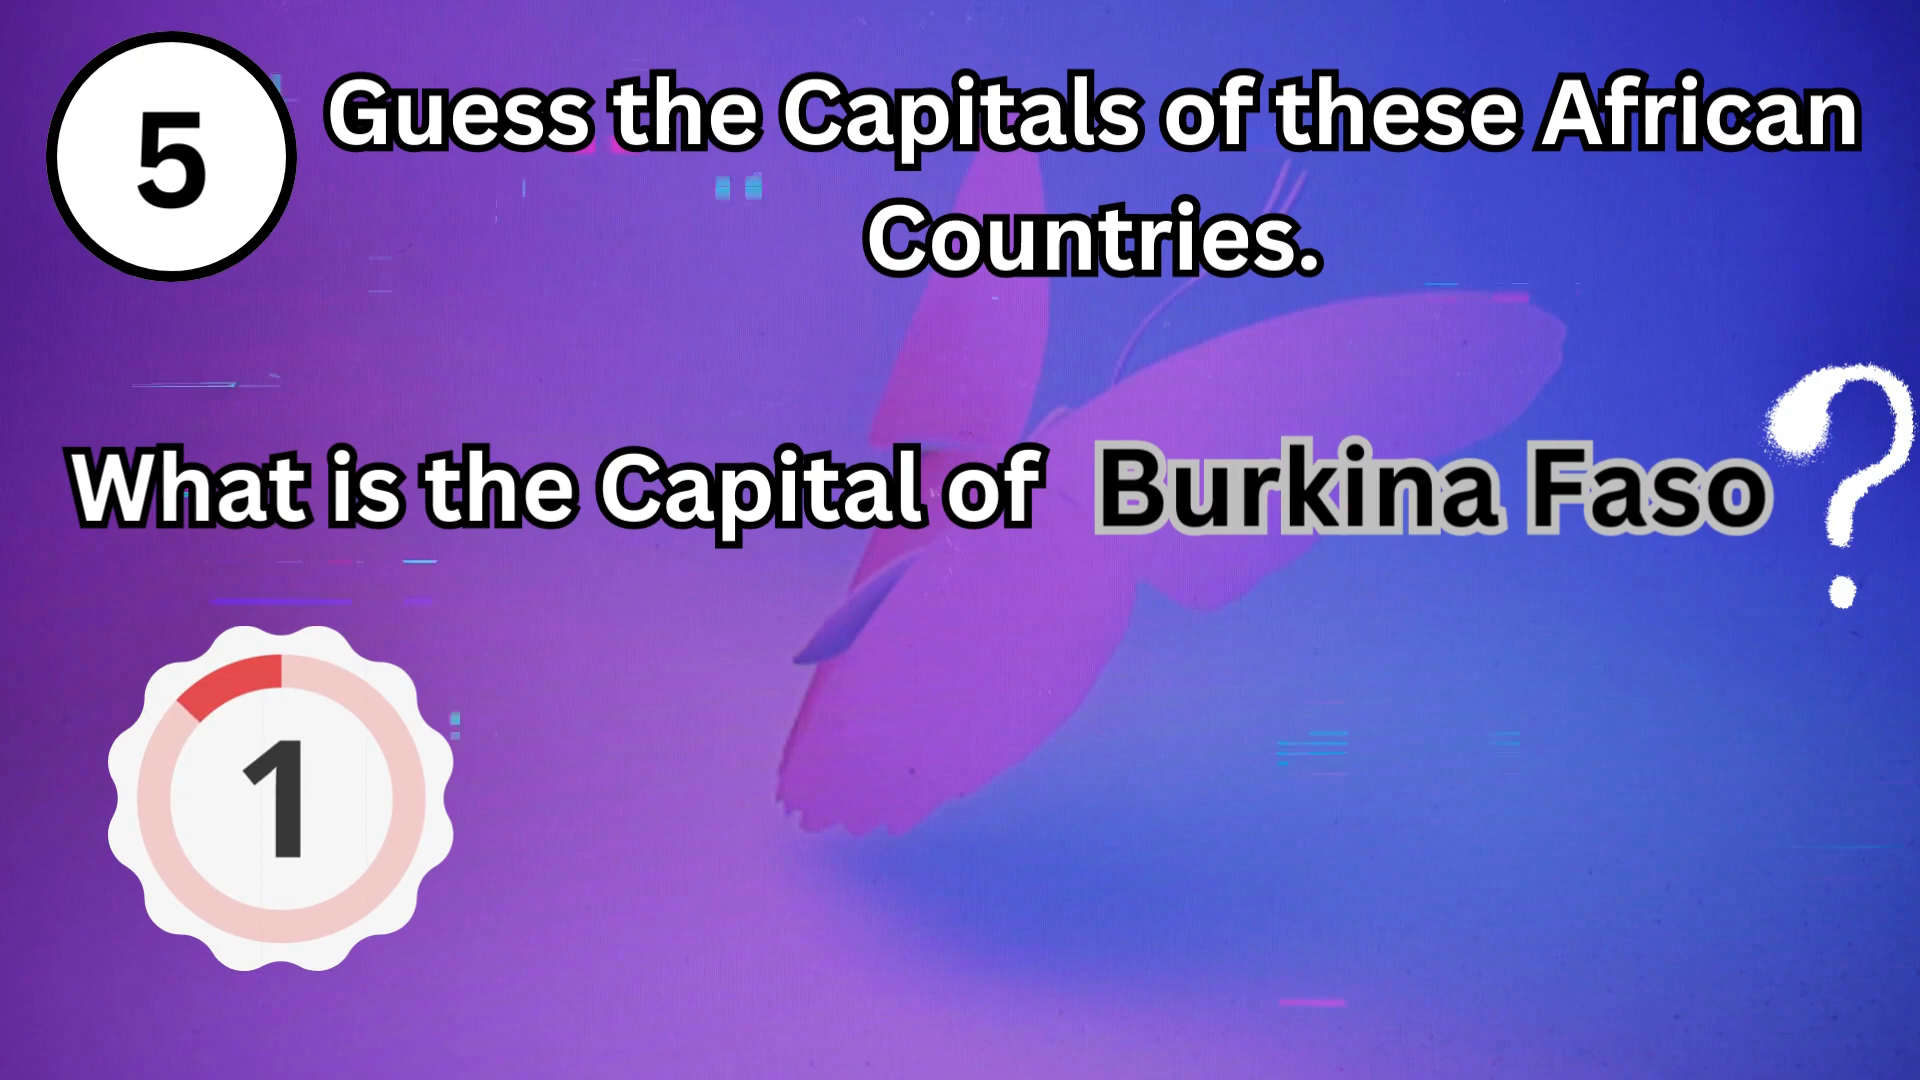 5
Guess the Capitals of these African
Countries.
What is the Capital of Burkina Faso?
1